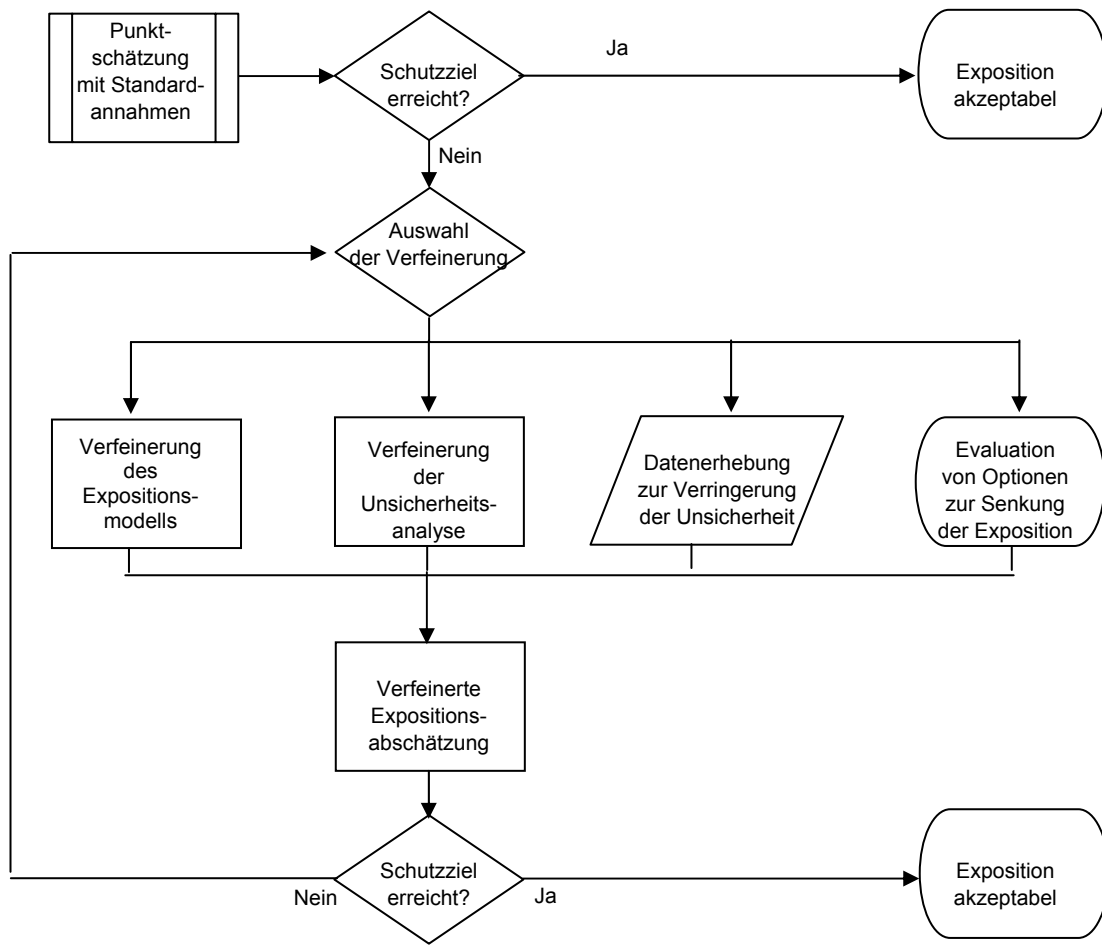 Punkt-
schätzung
mit Standard-
annahmen
Schutzziel
erreicht?
Ja
Exposition
akzeptabel
Nein
Auswahl
der Verfeinerung
Verfeinerung
des
Expositions-
modells
Verfeinerung
der
Unsicherheits-
analyse
Datenerhebung
zur Verringerung
der Unsicherheit
Evaluation
von Optionen
zur Senkung
der Exposition
Verfeinerte
Expositions-
abschätzung
Schutzziel
erreicht?
Nein
Ja
Exposition
akzeptabel